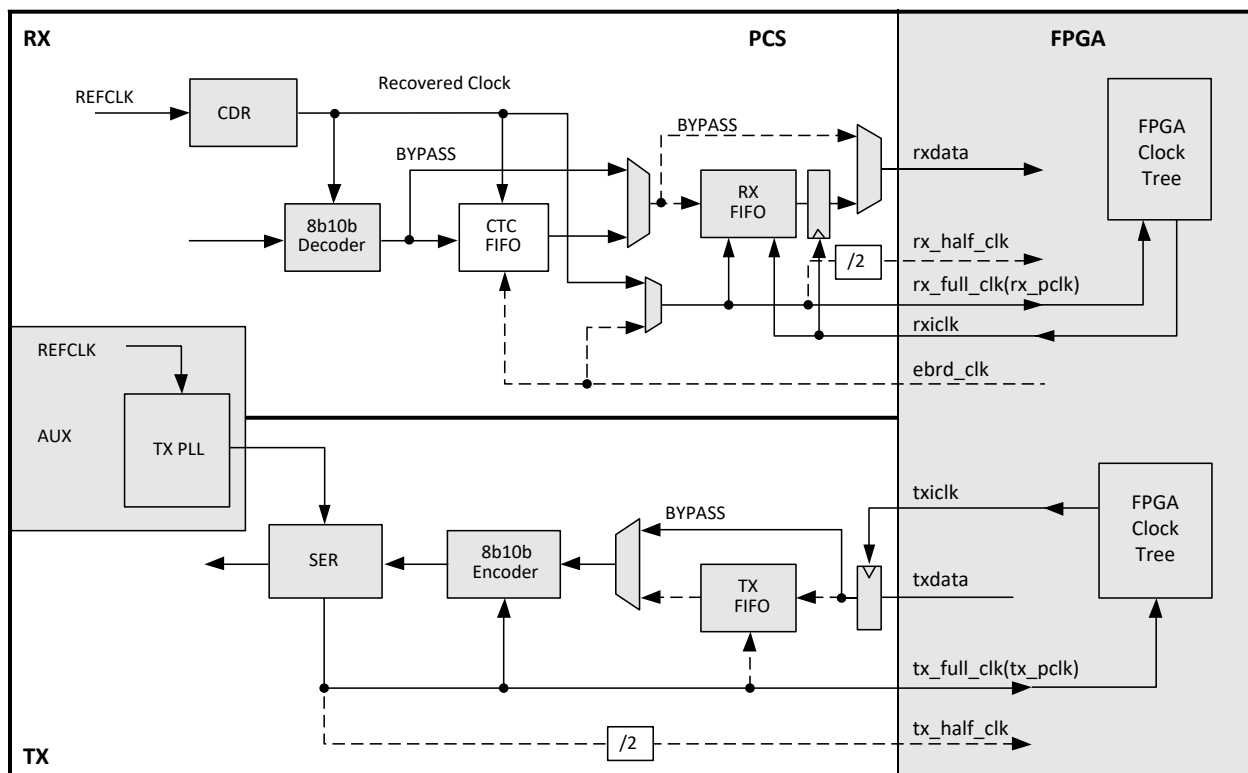 RX
PCS
FPGA
REFCLK
CDR
Recovered Clock
BYPASS
BYPASS
rxdata
FPGA
Clock
Tree
8b10b
Decoder
CTC
FIFO
RX
FIFO
/2
rx_half_clk
rx_full_clk(rx_pclk)
rxiclk
ebrd_clk
REFCLK
AUX
TX PLL
txiclk
FPGA
Clock
Tree
BYPASS
SER
8b10b
Encoder
TX
FIFO
txdata
tx_full_clk(tx_pclk)
/2
tx_half_clk
TX